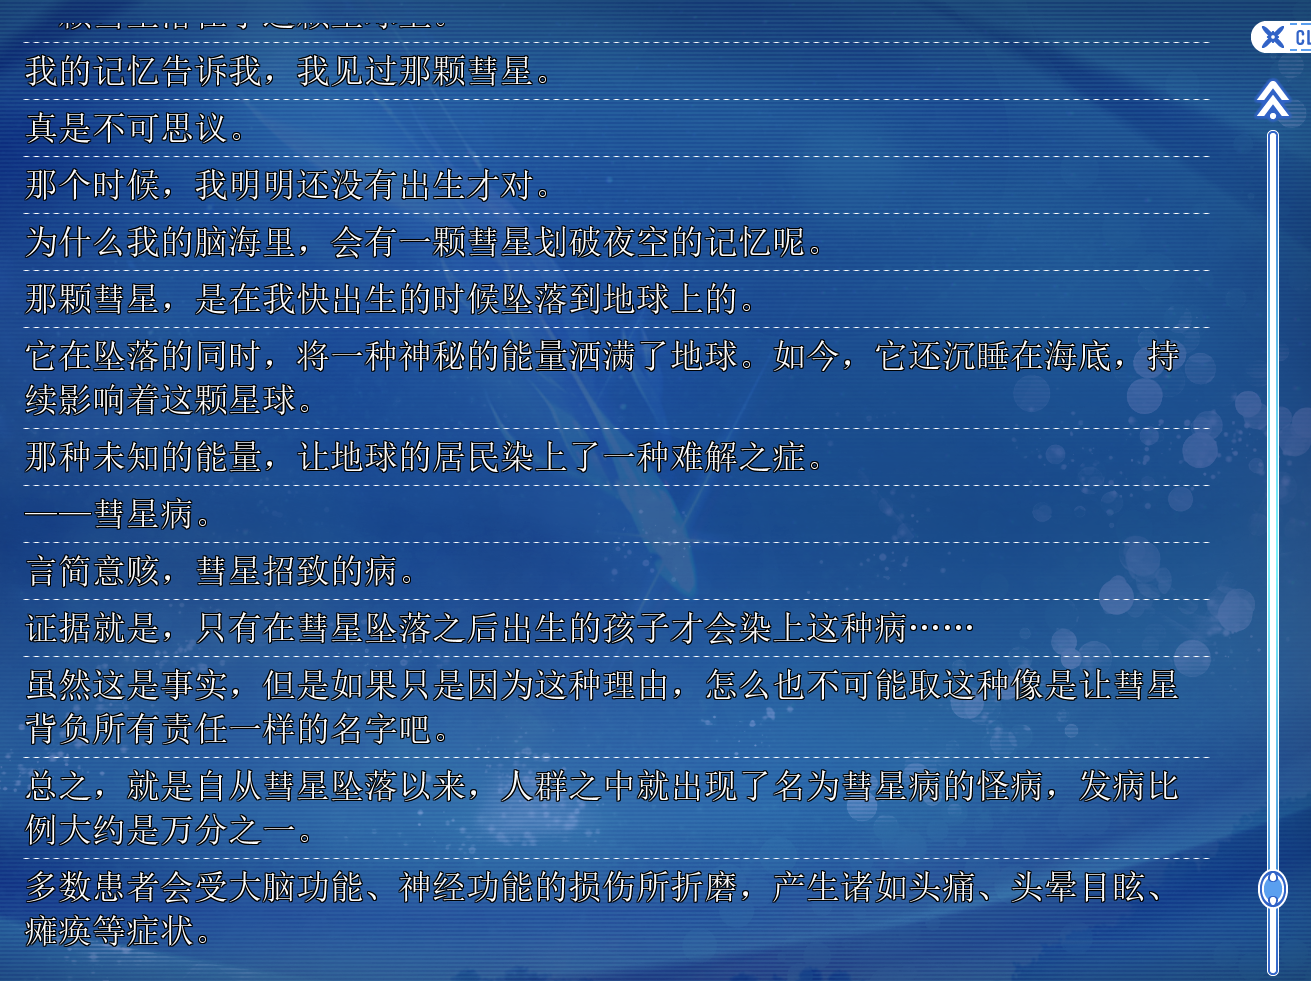 我的记忆告诉我，我见过那颗彗星。
真是不可思议。
那个时候，我明明还没有出生才对。
为什么我的脑海里，会有一颗彗星划破夜空的记忆呢。
那颗彗星，是在我快出生的时候坠落到地球上的。
它在坠落的同时，将一种神秘的能量洒满了地球。如今，它还沉睡在海底，持
续影响着这颗星球。
那种未知的能量，让地球的居民染上了一种难解之症。
——彗星病。
言简意赅，彗星招致的病。
证据就是，只有在彗星坠落之后出生的孩子才会染上这种病……
虽然这是事实，但是如果只是因为这种理由，怎么也不可能取这种像是让彗星
背负所有责任一样的名字吧。
总之，就是自从彗星坠落以来，人群之中就出现了名为彗星病的怪病，发病比
例大约是万分之一。
多数患者会受大脑功能、神经功能的损伤所折磨，产生诸如头痛、头晕目眩、
瘫痪等症状。